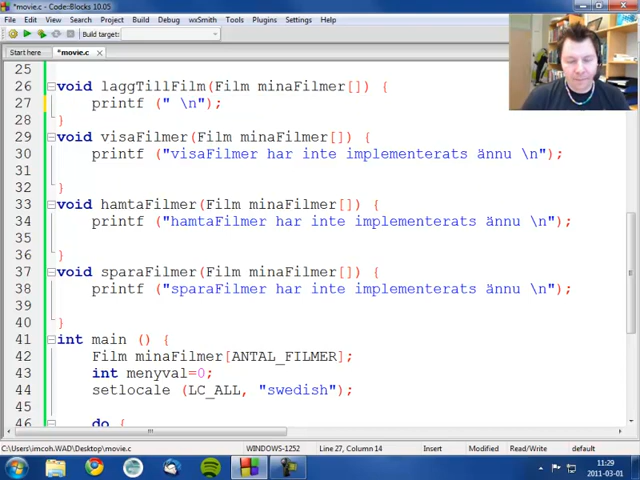 *movie.c - Code::Blocks 10.05
File Edit View Search Project Build Debug wxSmith Tools Plugins Settings Help
Build target:
Start here *movie.c
25
26 void laggTillFilm(Film minaFilmer[]) {
27 printf (" \n");
28 }
29 void visaFilmer(Film minaFilmer[]) {
30 printf ("visaFilmer har inte implementerats ännu \n");
31
32 }
33 void hamtaFilmer(Film minaFilmer[]) {
34 printf ("hamtaFilmer har inte implementerats ännu \n");
35
36 }
37 void sparaFilmer(Film minaFilmer[]) {
38 printf ("sparaFilmer har inte implementerats ännu \n");
39
40 }
41 int main () {
42 Film minaFilmer[ANTAL_FILMER];
43 int menyval=0;
44 setlocale (LC_ALL, "swedish");
45
46 do {
C:\Users\imcoh.WAD\Desktop\movie.c WINDOWS-1252 Line 27, Column 14 Insert Modified Read/Write default
11:29
2011-03-01